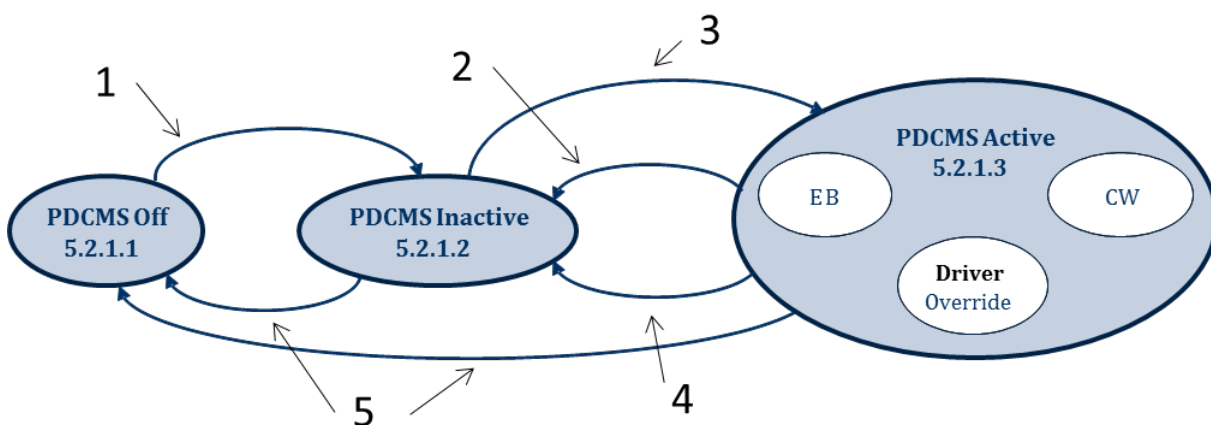 1
2
3
PDCMS Off
5.2.1.1
PDCMS Inactive
5.2.1.2
PDCMS Active
5.2.1.3
EB
CW
Driver
Override
5
4